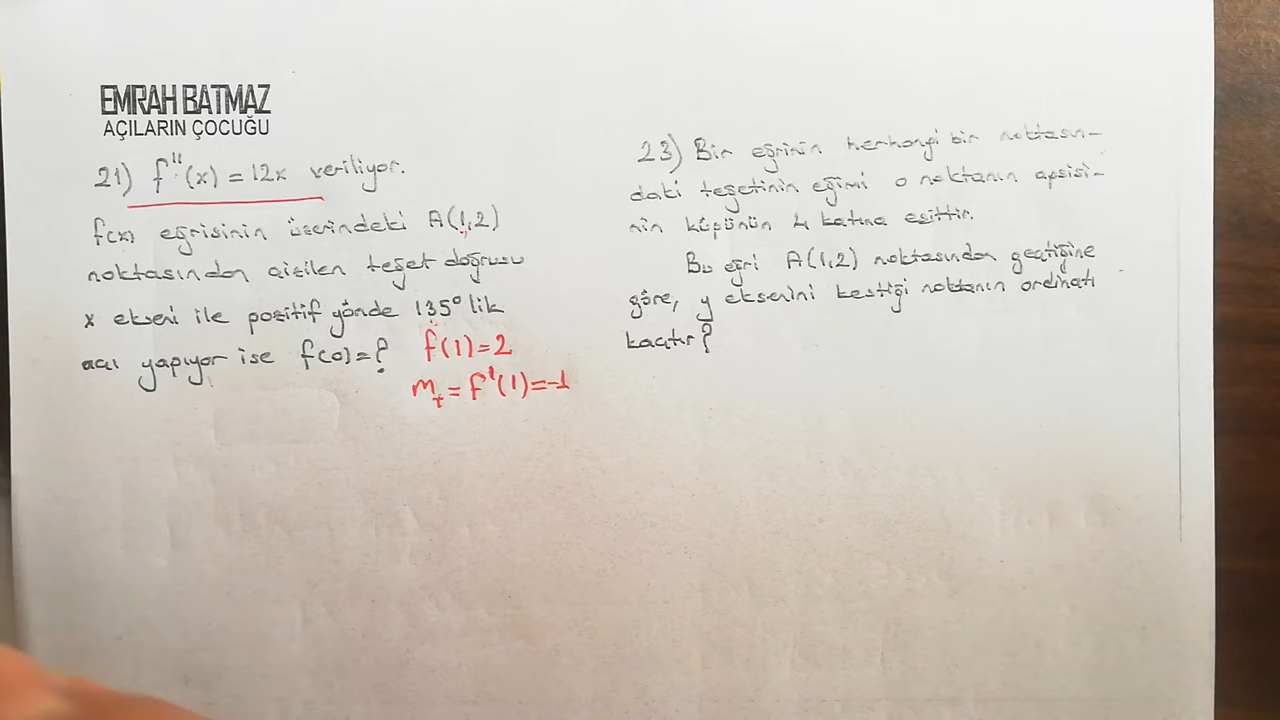 EMRAH BATMAZ
AÇILARIN ÇOCUĞU
21) f''(x) = 12x veriliyor.
f(x) eğrisinin üzerindeki A(1,2)
noktasından çizilen teğet doğrusu
x ekseni ile pozitif yönde 135° lik
açı yapıyor ise f(0)=?
f(1)=2
m_t = f'(1)=-1
23) Bir eğrinin herhangi bir noktasın-
daki teğetinin eğimi o noktanın apsisi-
nin küpünün 4 katına eşittir.
Bu eğri A(1,2) noktasından geçtiğine
göre, y eksenini kestiği noktanın ordinatı
kaçtır?